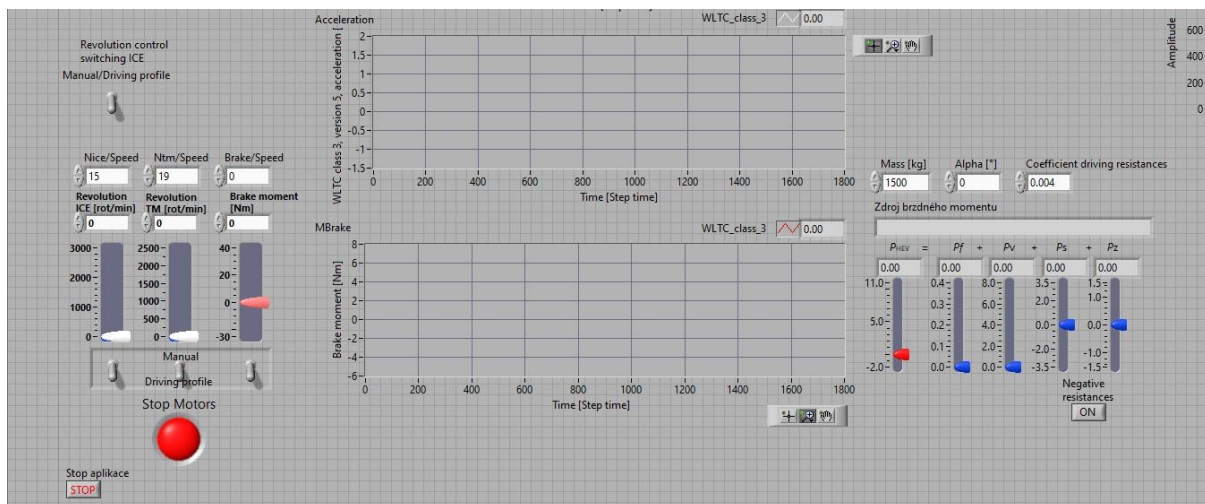 Acceleration
WLTC_class_3 0.00
Revolution control
switching ICE
Manual/Driving profile
WLTC class 3, version 5, acceleration [
2
1.5
1
0.5
0
-0.5
-1
-1.5
0 200 400 600 800 1000 1200 1400 1600 1800
Time [Step time]
Amplitude
600
400
200
0
Nice/Speed Ntm/Speed Brake/Speed
15 19 0
Revolution Revolution Brake moment
ICE [rot/min] TM [rot/min] [Nm]
0 0 0
3000
2000
1000
0
2500
2000
1500
1000
500
0
40
20
0
-30
Manual
Driving profile
Stop Motors
Stop aplikace
STOP
MBrake
WLTC_class_3 0.00
Brake moment [Nm]
8
6
4
2
0
-2
-4
-6
0 200 400 600 800 1000 1200 1400 1600 1800
Time [Step time]
Mass [kg] Alpha [°] Coefficient driving resistances
1500 0 0.004
Zdroj brzdného momentu
PHEV = Pf + Pv + Ps + Pz
0.00 0.00 0.00 0.00 0.00
11.0
5.0
-2.0
0.4
0.3
0.2
0.1
0.0
8.0
6.0
4.0
2.0
0.0
3.5
2.0
0.0
-2.0
-3.5
1.5
1.0
0.0
-1.0
-1.5
Negative
resistances
ON